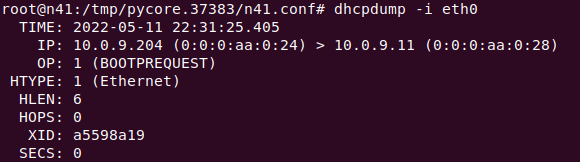 root@n41:/tmp/pycore.37383/n41.conf# dhcpdump -i eth0
TIME: 2022-05-11 22:31:25.405
IP: 10.0.9.204 (0:0:0:aa:0:24) > 10.0.9.11 (0:0:0:aa:0:28)
OP: 1 (BOOTPREQUEST)
HTYPE: 1 (Ethernet)
HLEN: 6
HOPS: 0
XID: a5598a19
SECS: 0